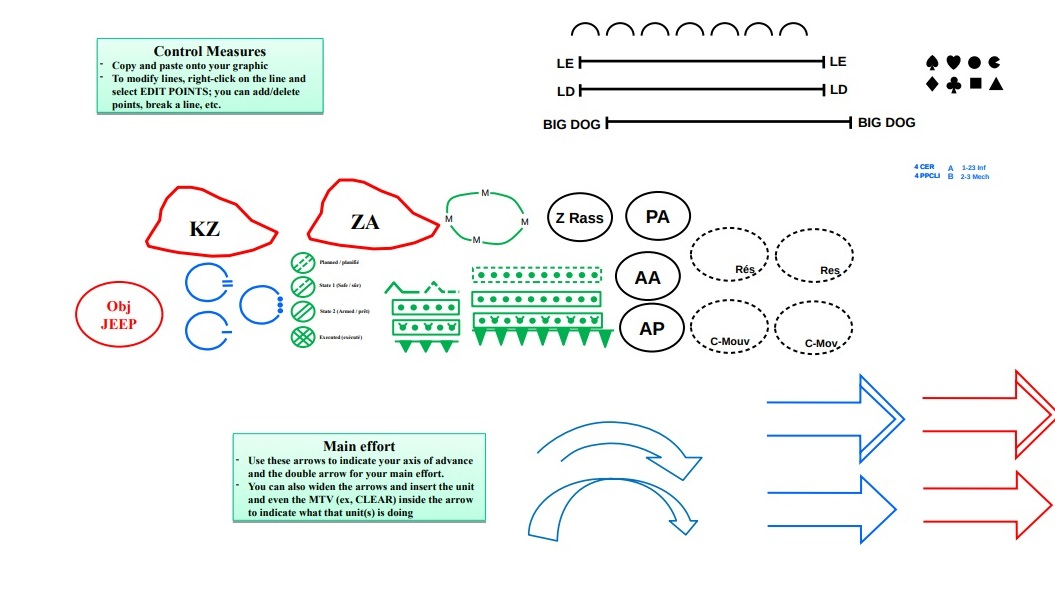 Control Measures
- Copy and paste onto your graphic
- To modify lines, right-click on the line and
select EDIT POINTS; you can add/delete
points, break a line, etc.
LE LE
LD LD
BIG DOG BIG DOG
4 CER A 1-23 Inf
4 PPCLI B 2-3 Mech
KZ
ZA
M
M
M
M
Z Rass
PA
Rés
Res
Obj
JEEP
Planned / planifié
State 1 (Safe / sûr)
State 2 (Armed / prêt)
Executed (exécuté)
AA
AP
C-Mouv
C-Mov
Main effort
- Use these arrows to indicate your axis of advance
and the double arrow for your main effort.
- You can also widen the arrows and insert the unit
and even the MTV (ex, CLEAR) inside the arrow
to indicate what that unit(s) is doing